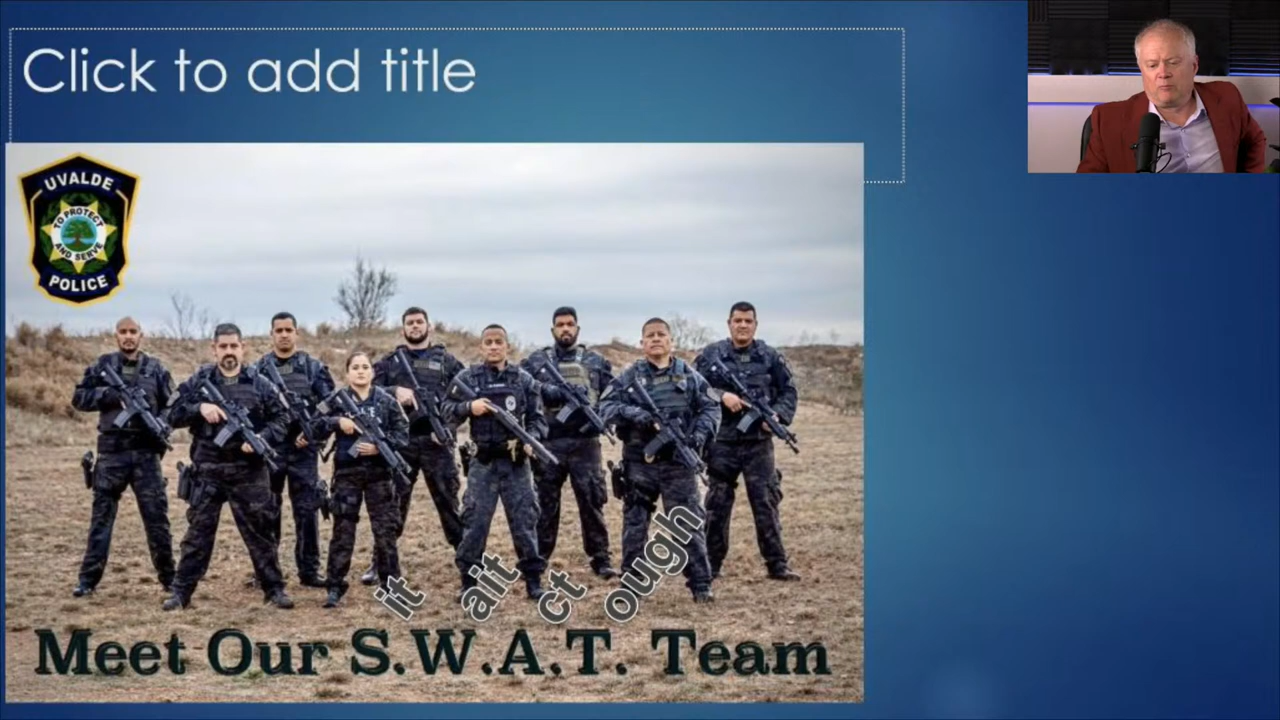 Click to add title
UVALDE
TO PROTECT
AND SERVE
POLICE
it ait ct ough
Meet Our S.W.A.T. Team